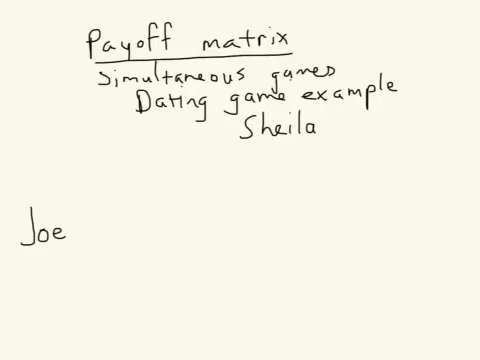 Payoff matrix
Simultaneous games
Dating game example
Sheila
Joe